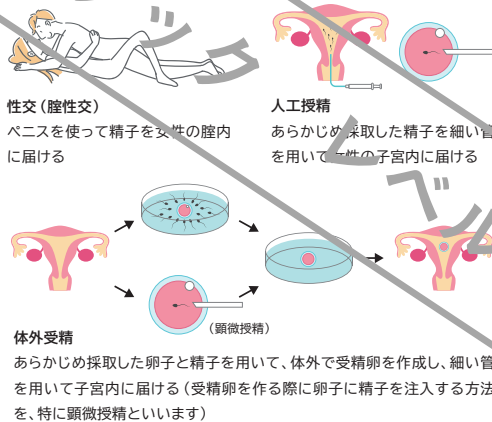 性交（腟性交）
ペニスを使って精子を女性の腟内
に届ける
人工授精
あらかじめ採取した精子を細い管
を用いて女性の子宮内に届ける
（顕微授精）
体外受精
あらかじめ採取した卵子と精子を用いて、体外で受精卵を作成し、細い管
を用いて子宮内に届ける（受精卵を作る際に卵子に精子を注入する方法
を、特に顕微授精といいます）